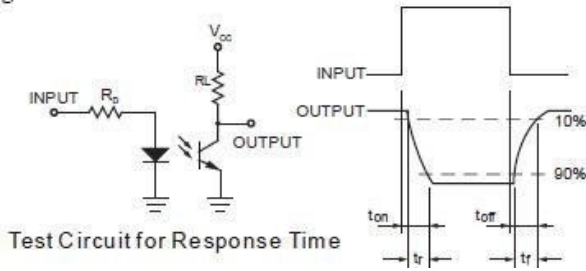 Vcc
RL
INPUT
RD
OUTPUT
Test Circuit for Response Time
INPUT
OUTPUT
10%
90%
ton
toff
tr
tf